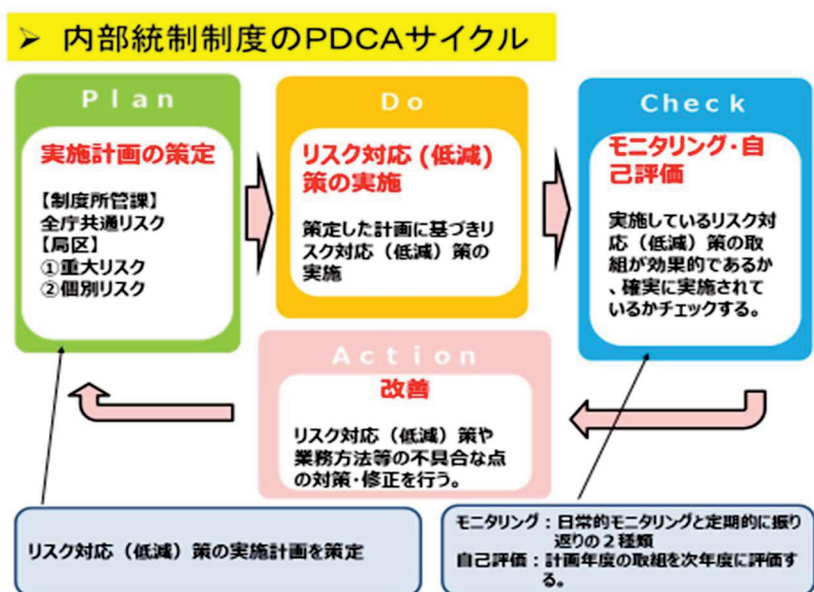 ➢ 内部統制制度のPDCAサイクル
Plan
実施計画の策定
【制度所管課】
全庁共通リスク
【局区】
①重大リスク
②個別リスク
Do
リスク対応(低減)
策の実施
策定した計画に基づきリ
スク対応（低減）策の
実施
Check
モニタリング・自
己評価
実施しているリスク対
応（低減）策の取
組が効果的であるか
、確実に実施されて
いるかチェックする。
Action
改善
リスク対応（低減）策や
業務方法等の不具合な点
の対策・修正を行う。
リスク対応（低減）策の実施計画を策定
モニタリング：日常的モニタリングと定期的に振り
返りの２種類
自己評価：計画年度の取組を次年度に評価す
る。